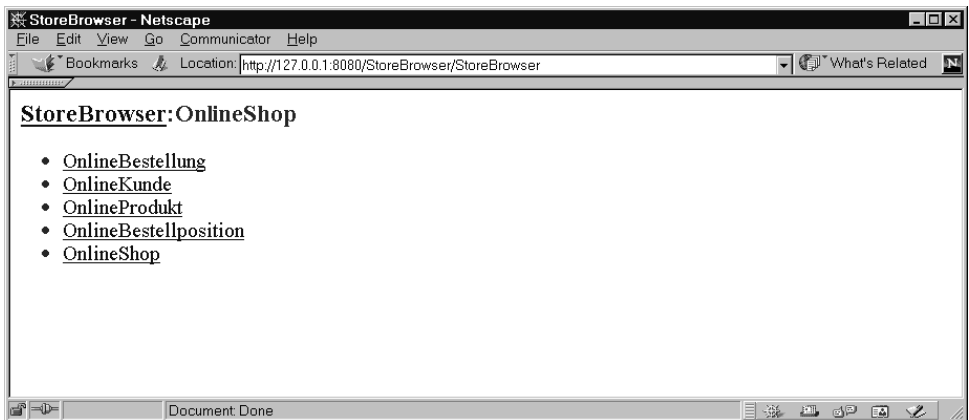 StoreBrowser - Netscape
File Edit View Go Communicator Help
Bookmarks Location: http://127.0.0.1:8080/StoreBrowser/StoreBrowser What's Related N
StoreBrowser:OnlineShop
• OnlineBestellung
• OnlineKunde
• OnlineProdukt
• OnlineBestellposition
• OnlineShop
Document: Done